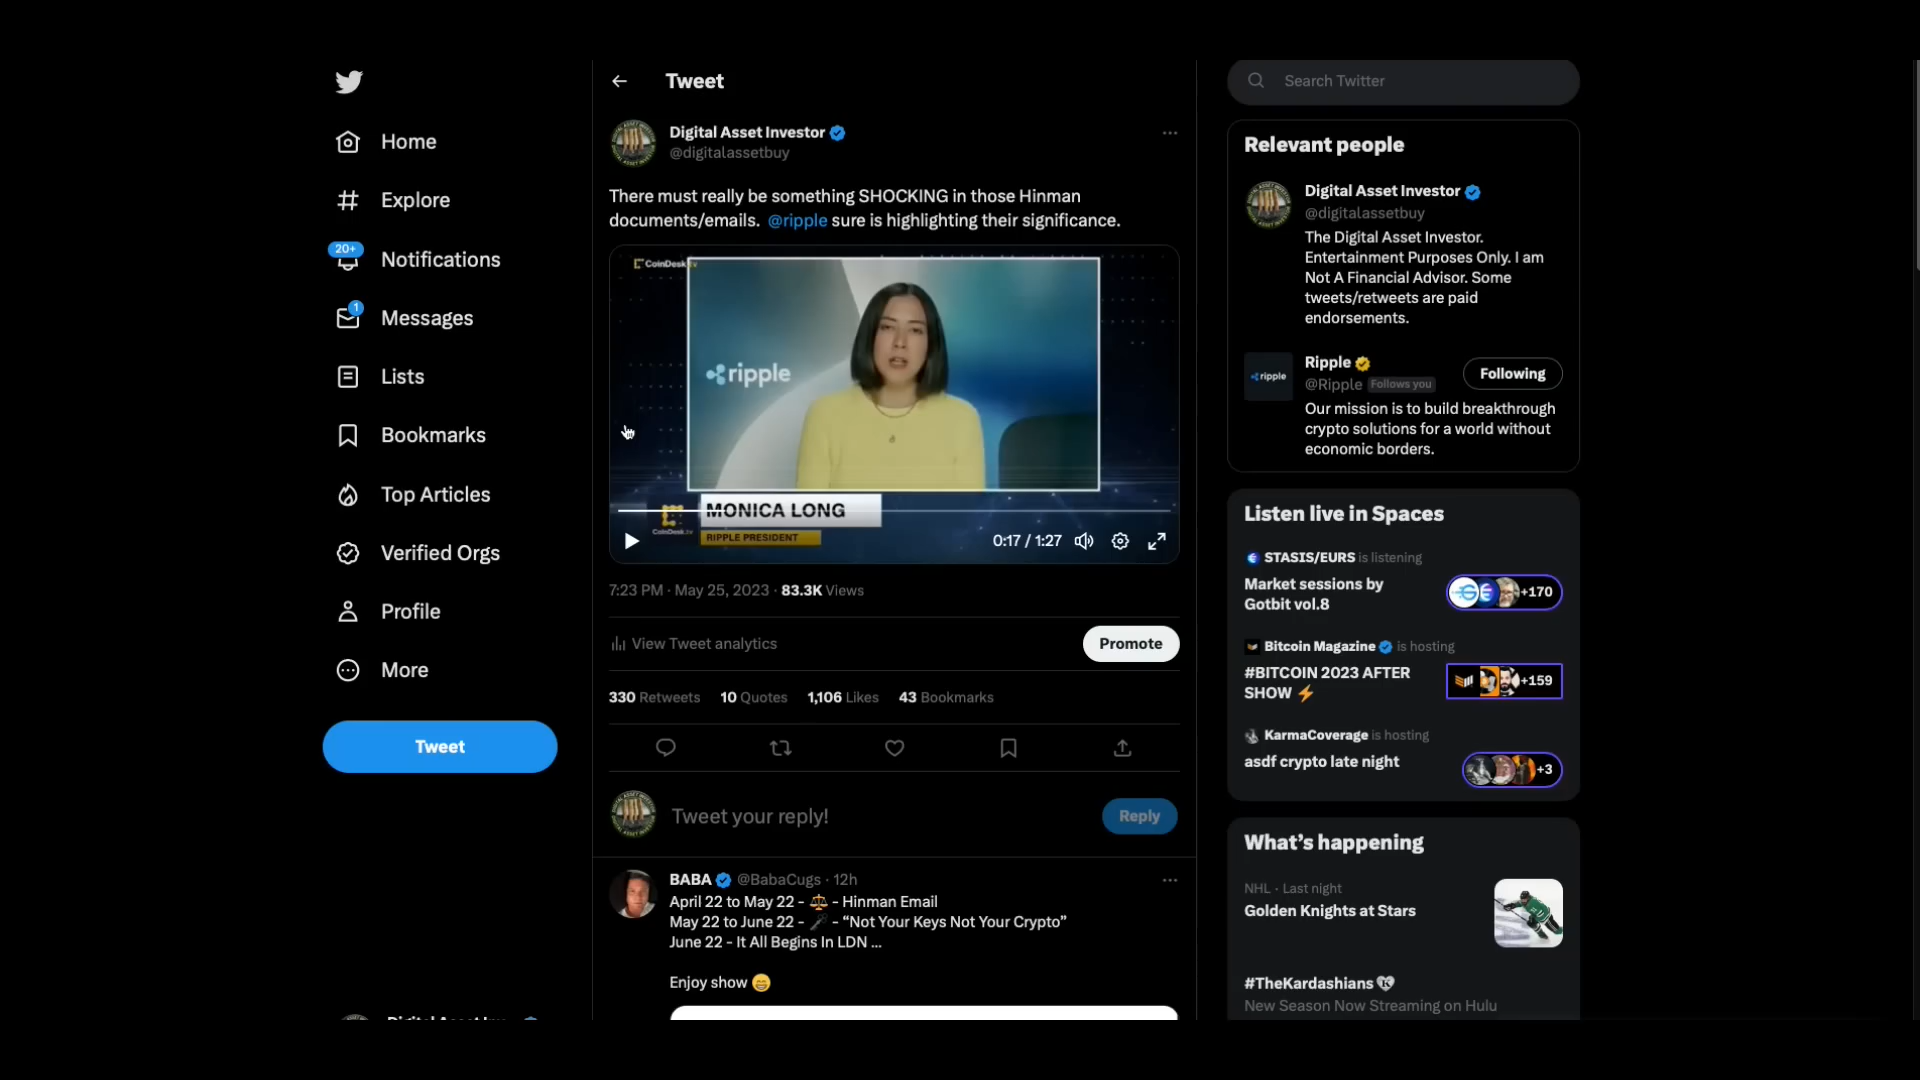 Home
Explore
20+
Notifications
1
Messages
Lists
Bookmarks
Top Articles
Verified Orgs
Profile
More
Tweet
Tweet
Digital Asset Investor
@digitalassetbuy
There must really be something SHOCKING in those Hinman
documents/emails. @ripple sure is highlighting their significance.
CoinDesk tv
ripple
MONICA LONG
CoinDesk.tv
RIPPLE PRESIDENT
0:17 / 1:27
7:23 PM · May 25, 2023 · 83.3K Views
View Tweet analytics
Promote
330 Retweets 10 Quotes 1,106 Likes 43 Bookmarks
Tweet your reply!
Reply
BABA @BabaCugs · 12h
April 22 to May 22 - ⚖️ - Hinman Email
May 22 to June 22 - 🗝️ - “Not Your Keys Not Your Crypto”
June 22 - It All Begins In LDN ...
Enjoy show 😁
Search Twitter
Relevant people
Digital Asset Investor
@digitalassetbuy
The Digital Asset Investor.
Entertainment Purposes Only. I am
Not A Financial Advisor. Some
tweets/retweets are paid
endorsements.
ripple
Ripple
@Ripple Follows you
Following
Our mission is to build breakthrough
crypto solutions for a world without
economic borders.
Listen live in Spaces
STASIS/EURS is listening
Market sessions by
Gotbit vol.8
+170
Bitcoin Magazine is hosting
#BITCOIN 2023 AFTER
SHOW ⚡
+159
KarmaCoverage is hosting
asdf crypto late night
+3
What’s happening
NHL · Last night
Golden Knights at Stars
#TheKardashians
New Season Now Streaming on Hulu